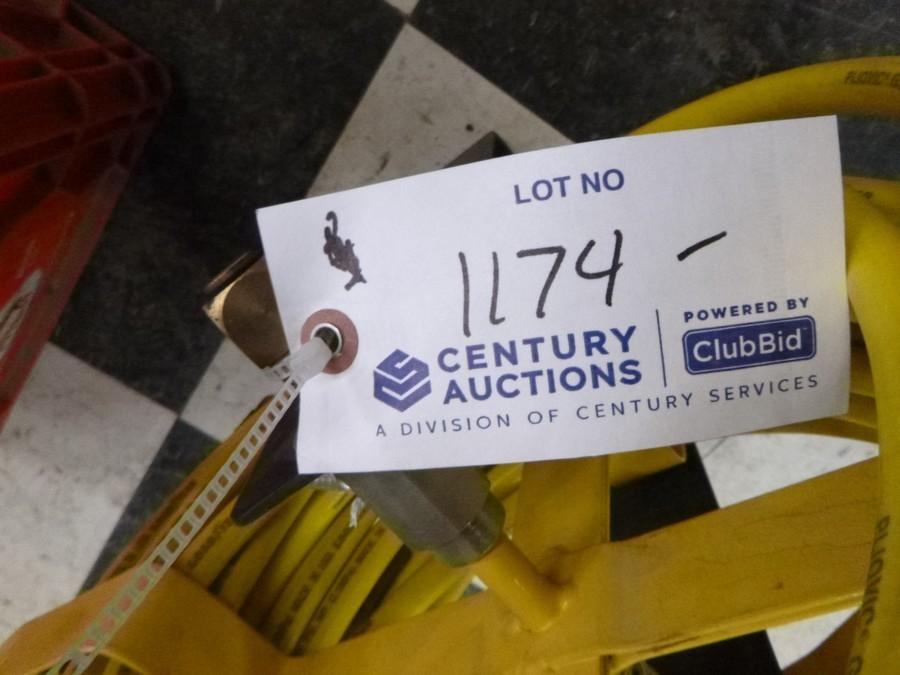 LOT NO
1174 -
CENTURY
AUCTIONS
POWERED BY
ClubBid
A DIVISION OF CENTURY SERVICES